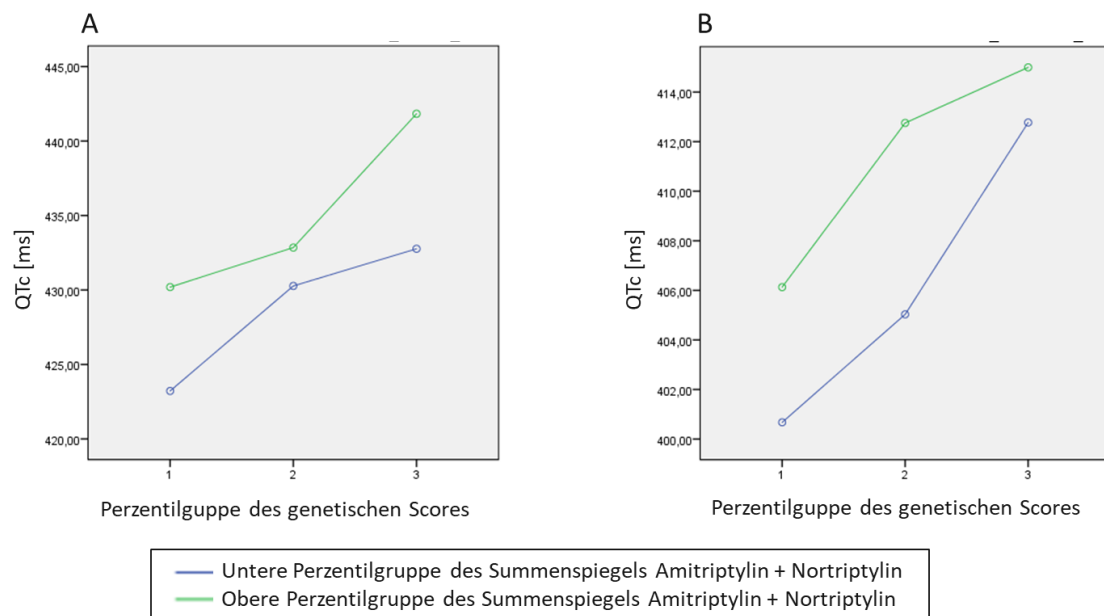 A
445,00
440,00
435,00
430,00
425,00
420,00
QTc [ms]
1 2 3
Perzentilguppe des genetischen Scores
B
414,00
412,00
410,00
408,00
406,00
404,00
402,00
400,00
QTc [ms]
1 2 3
Perzentilguppe des genetischen Scores
Untere Perzentilgruppe des Summenspiegels Amitriptylin + Nortriptylin
Obere Perzentilgruppe des Summenspiegels Amitriptylin + Nortriptylin